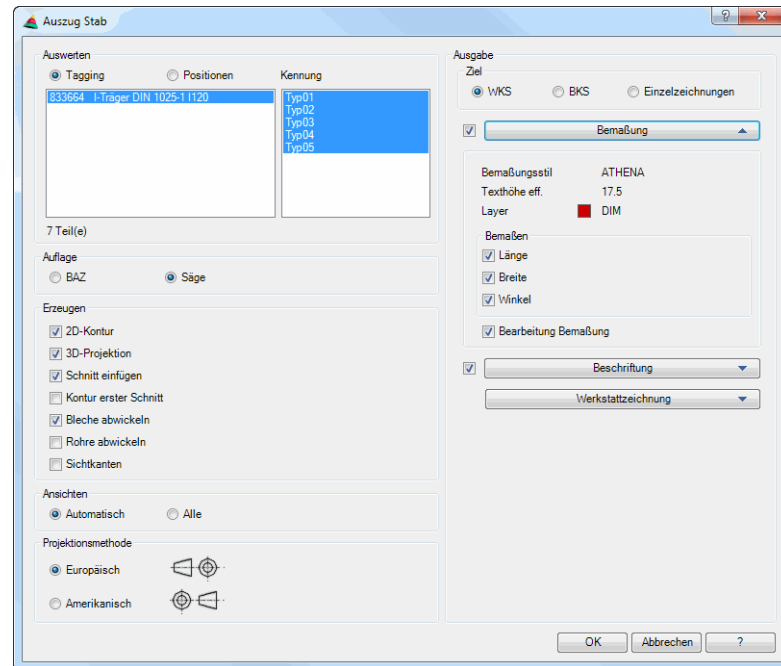 Auszug Stab
?
Auswerten
Tagging
Positionen
Kennung
833664 I-Träger DIN 1025-1 I120
Typ01
Typ02
Typ03
Typ04
Typ05
7 Teil(e)
Auflage
BAZ
Säge
Erzeugen
2D-Kontur
3D-Projektion
Schnitt einfügen
Kontur erster Schnitt
Bleche abwickeln
Rohre abwickeln
Sichtkanten
Ansichten
Automatisch
Alle
Projektionsmethode
Europäisch
Amerikanisch
Ausgabe
Ziel
WKS
BKS
Einzelzeichnungen
Bemaßung
Bemaßungsstil ATHENA
Texthöhe eff. 17.5
Layer DIM
Bemaßen
Länge
Breite
Winkel
Bearbeitung Bemaßung
Beschriftung
Werkstattzeichnung
OK
Abbrechen
?